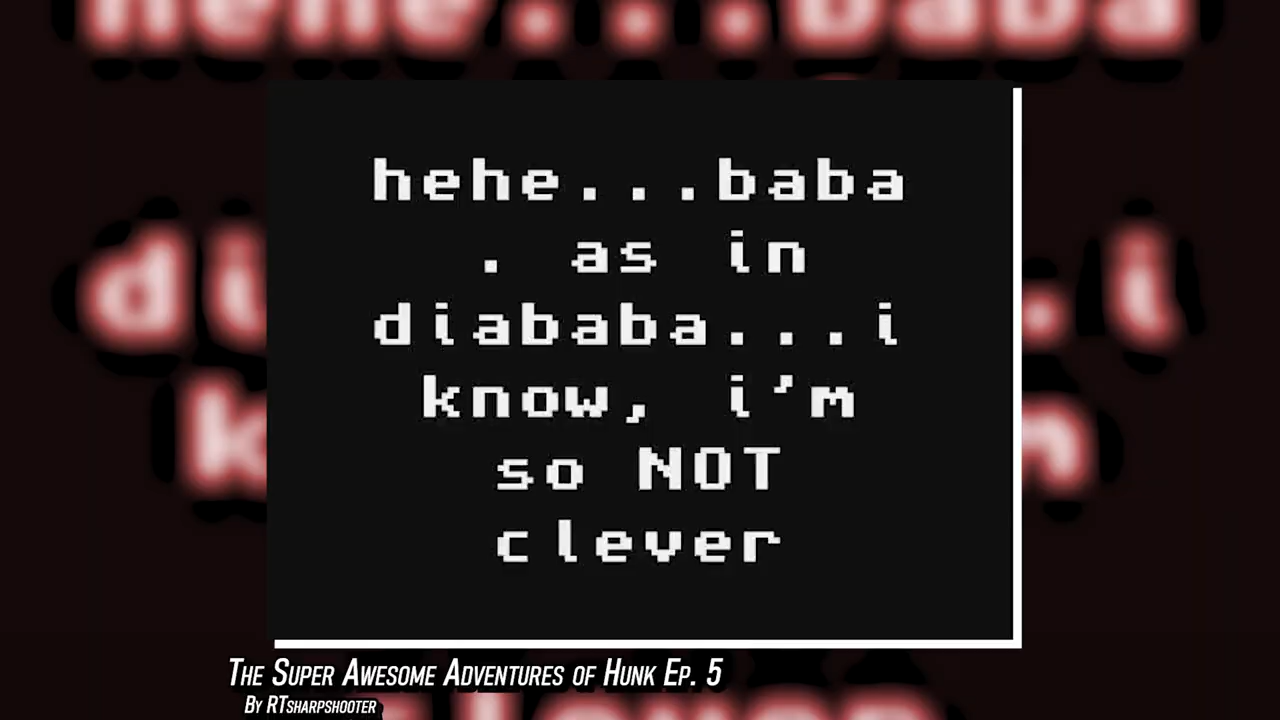 hehe...baba
. as in
diababa...i
know, i'm
so NOT
clever
The Super Awesome Adventures of Hunk Ep. 5
By RTsharpshooter